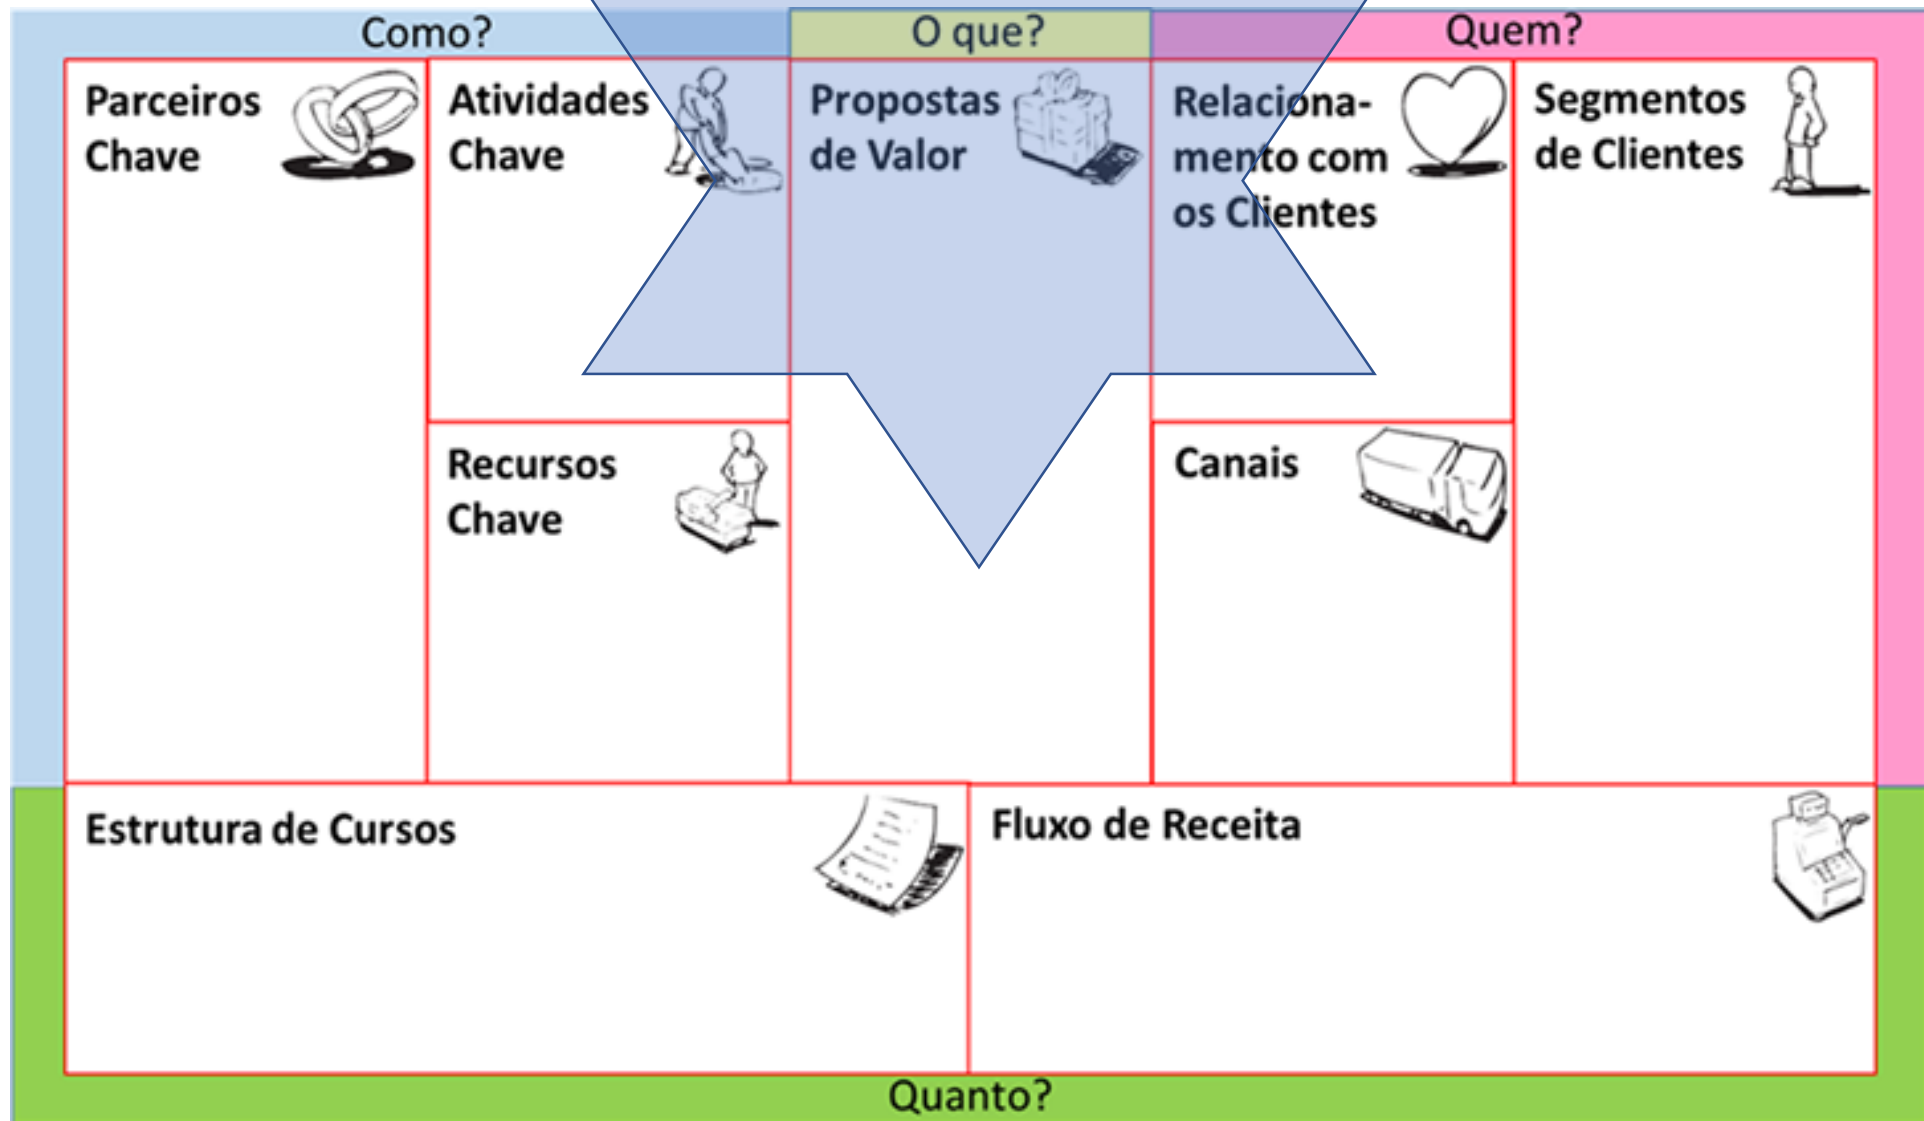 Como?
O que?
Quem?
Parceiros
Chave
Atividades
Chave
Propostas
de Valor
Relaciona-
mento com
os Clientes
Segmentos
de Clientes
Recursos
Chave
Canais
Estrutura de Cursos
Fluxo de Receita
Quanto?